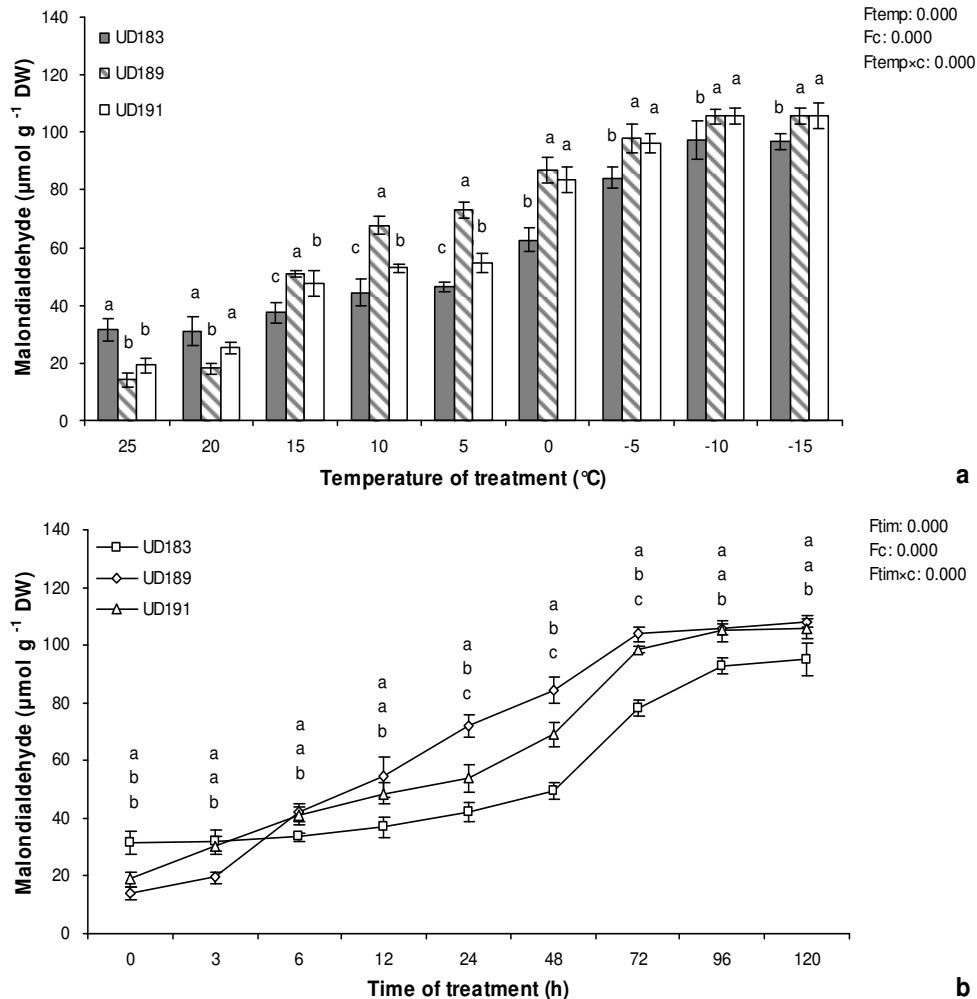 140
120
100
80
60
40
20
0
Malondialdehyde (µmol g⁻¹ DW)
UD183
UD189
UD191
a b b
a b a
c a b
c a b
c a b
b a a
b a a
b a a
b a a
25 20 15 10 5 0 -5 -10 -15
Temperature of treatment (°C)
Ftemp: 0.000
Fc: 0.000
Ftemp×c: 0.000
a
140
120
100
80
60
40
20
0
Malondialdehyde (µmol g⁻¹ DW)
UD183
UD189
UD191
a b b
a a b
a a b
a a b
a b c
a b c
a b c
a a b
a a b
0 3 6 12 24 48 72 96 120
Time of treatment (h)
Ftim: 0.000
Fc: 0.000
Ftim×c: 0.000
b